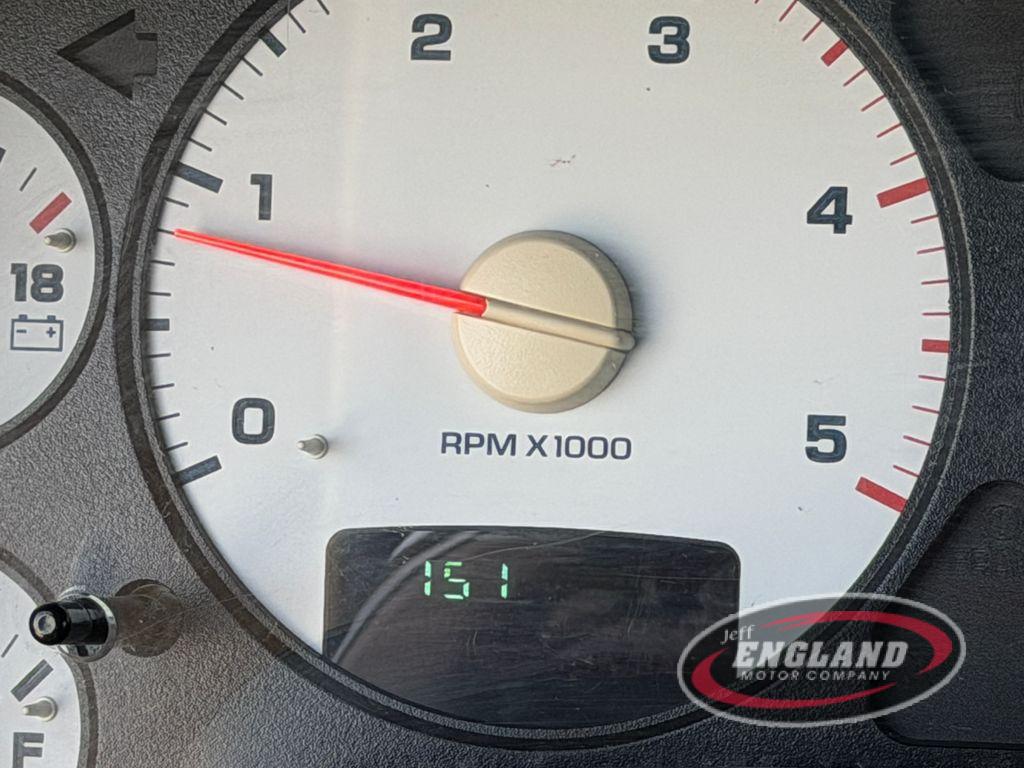 2
3
1
4
18
- +
0
5
RPM X1000
151
Jeff
ENGLAND
MOTOR COMPANY
F